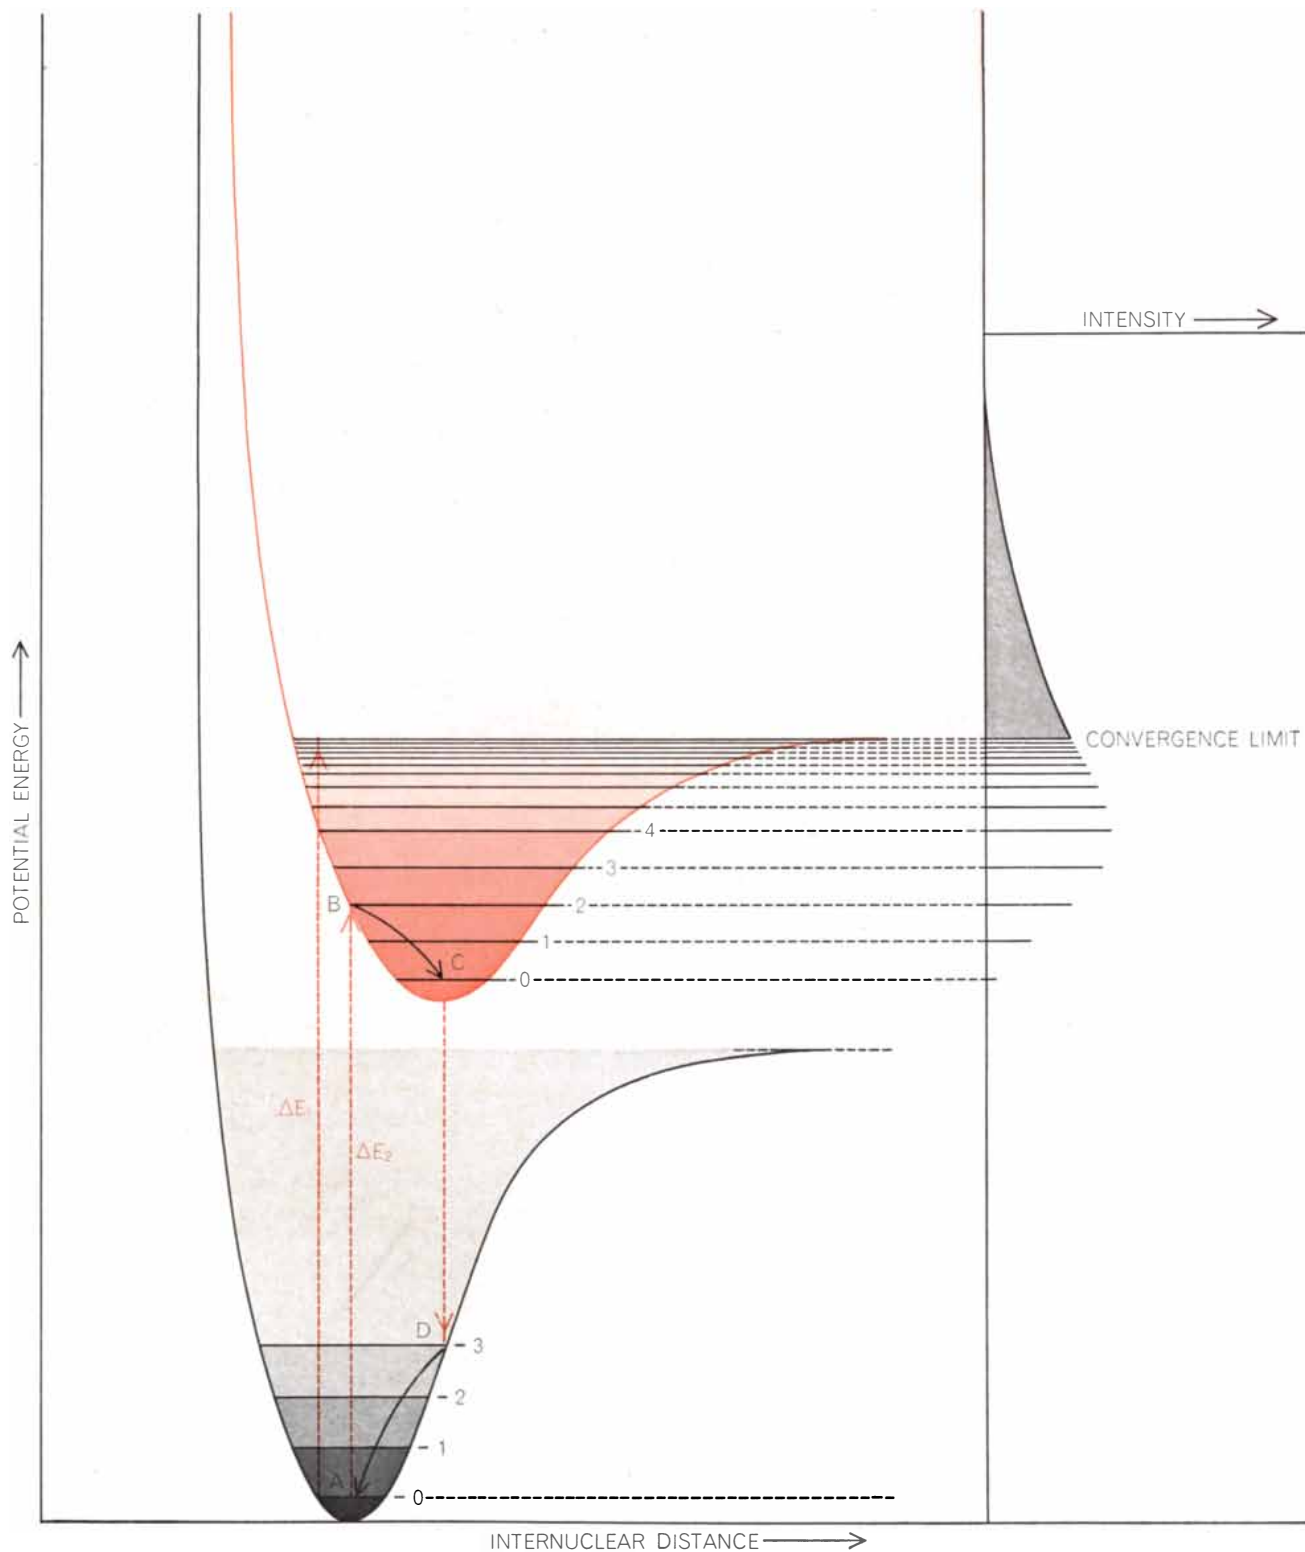 INTENSITY
CONVERGENCE LIMIT
POTENTIAL ENERGY
4
3
B
2
1
C
0
ΔE₁
ΔE₂
D
3
2
1
A
0
INTERNUCLEAR DISTANCE